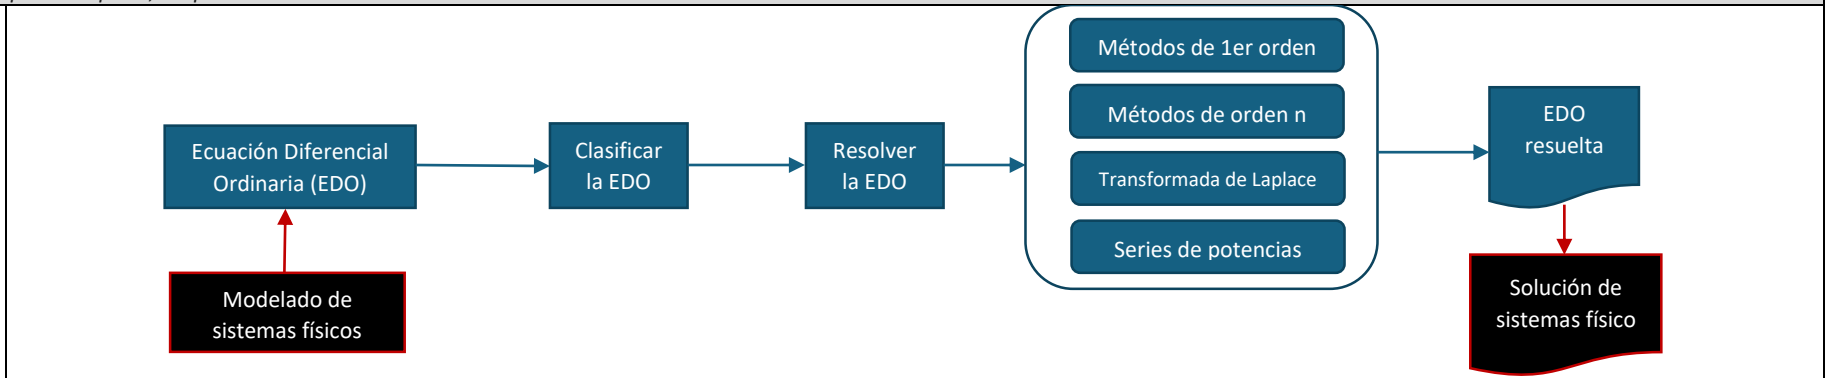 Métodos de 1er orden
Métodos de orden n
Transformada de Laplace
Series de potencias
Ecuación Diferencial
Ordinaria (EDO)
Clasificar
la EDO
Resolver
la EDO
EDO
resuelta
Modelado de
sistemas físicos
Solución de
sistemas físico